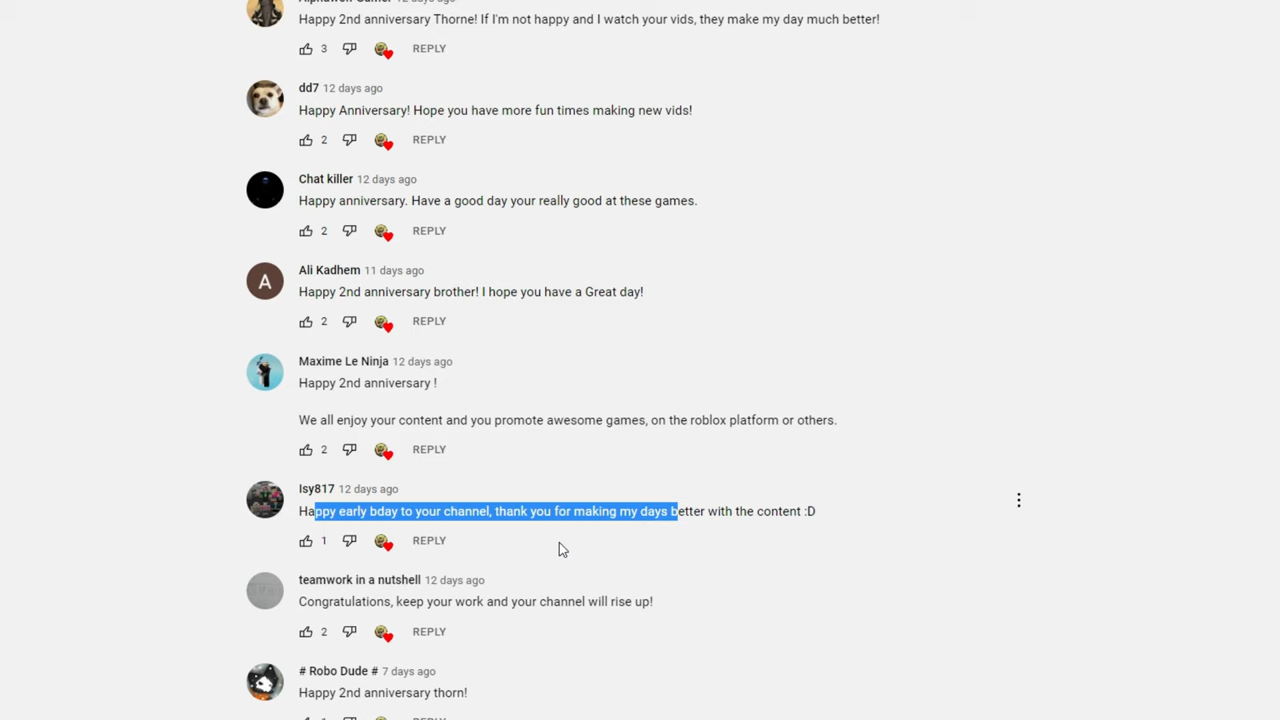 Happy 2nd anniversary Thorne! If I'm not happy and I watch your vids, they make my day much better!
3 REPLY
dd7 12 days ago
Happy Anniversary! Hope you have more fun times making new vids!
2 REPLY
Chat killer 12 days ago
Happy anniversary. Have a good day your really good at these games.
2 REPLY
A
Ali Kadhem 11 days ago
Happy 2nd anniversary brother! I hope you have a Great day!
2 REPLY
Maxime Le Ninja 12 days ago
Happy 2nd anniversary !
We all enjoy your content and you promote awesome games, on the roblox platform or others.
2 REPLY
Isy817 12 days ago
Happy early bday to your channel, thank you for making my days better with the content :D
1 REPLY
teamwork in a nutshell 12 days ago
Congratulations, keep your work and your channel will rise up!
2 REPLY
# Robo Dude # 7 days ago
Happy 2nd anniversary thorn!